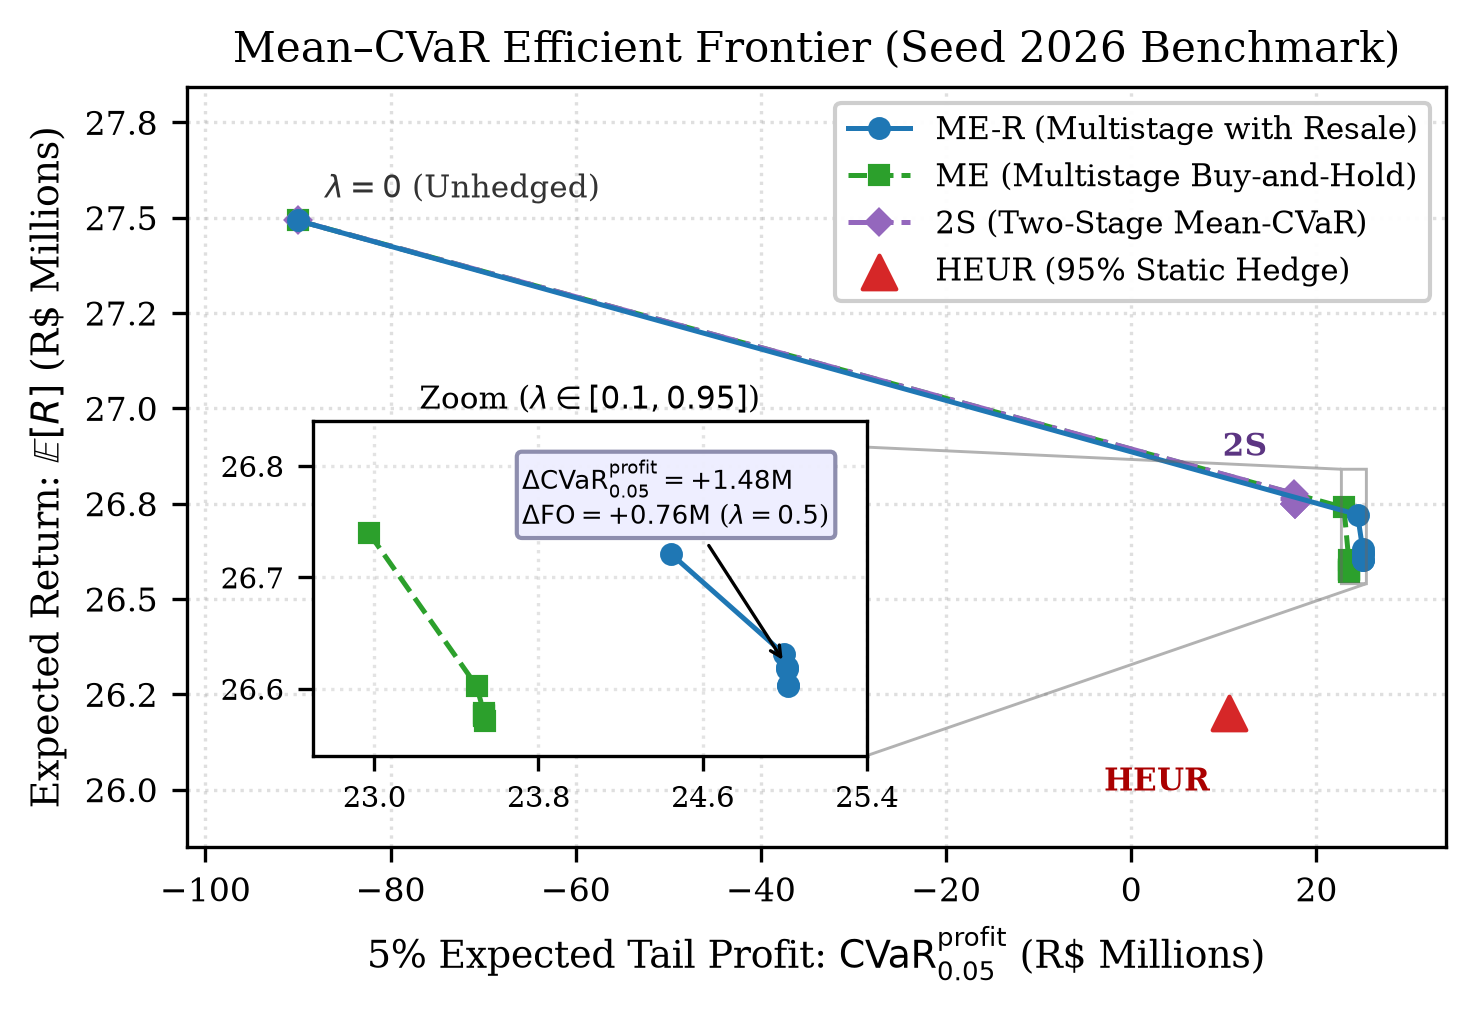 Mean–CVaR Efficient Frontier (Seed 2026 Benchmark)
Expected Return: 𝔼[R] (R$ Millions)
27.8
27.5
27.2
27.0
26.8
26.5
26.2
26.0
ME-R (Multistage with Resale)
ME (Multistage Buy-and-Hold)
2S (Two-Stage Mean-CVaR)
HEUR (95% Static Hedge)
λ = 0 (Unhedged)
Zoom (λ ∈ [0.1, 0.95])
26.8
26.7
26.6
ΔCVaR^profit_0.05 = +1.48M
ΔFO = +0.76M (λ = 0.5)
23.0 23.8 24.6 25.4
2S
HEUR
−100 −80 −60 −40 −20 0 20
5% Expected Tail Profit: CVaR^profit_0.05 (R$ Millions)